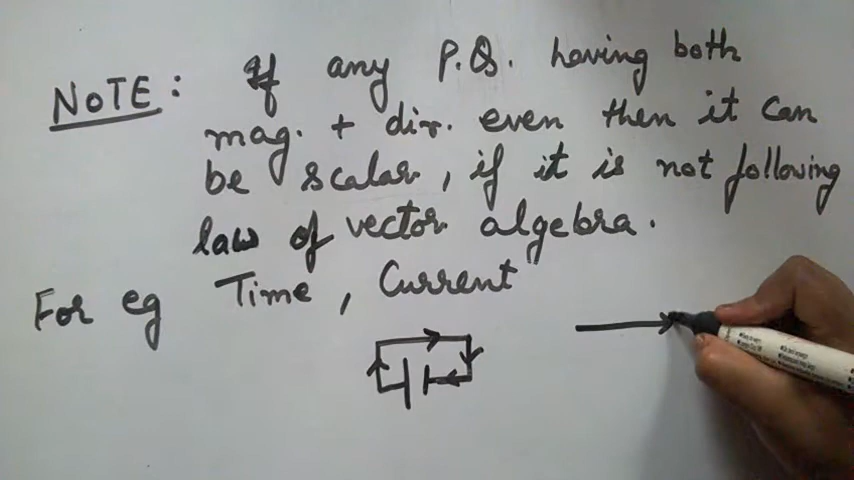 NOTE: If any P.Q. having both
mag. + dir. even then it can
be scalar, if it is not following
law of vector algebra.
For eg Time, Current